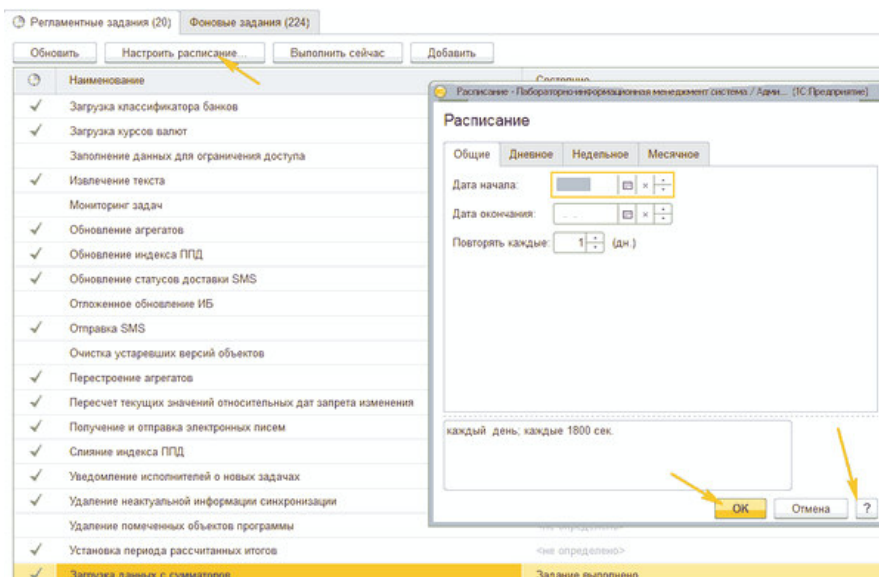 Регламентные задания (20) Фоновые задания (224)
Обновить Настроить расписание... Выполнить сейчас Добавить
Наименование Состояние
Расписание - Лабораторно-информационная менеджмент система / Адми... (1С:Предприятие)
Загрузка классификатора банков
Загрузка курсов валют
Заполнение данных для ограничения доступа
Извлечение текста
Мониторинг задач
Обновление агрегатов
Обновление индекса ППД
Обновление статусов доставки SMS
Отложенное обновление ИБ
Отправка SMS
Очистка устаревших версий объектов
Перестроение агрегатов
Пересчет текущих значений относительных дат запрета изменения
Получение и отправка электронных писем
Слияние индекса ППД
Уведомление исполнителей о новых задачах
Удаление неактуальной информации синхронизации
Удаление помеченных объектов программы
Установка периода рассчитанных итогов <не определено>
Загрузка данных с сумматоров Задание выполнено
Расписание
Общие Дневное Недельное Месячное
Дата начала:
Дата окончания: . .
Повторять каждые: 1 (дн.)
каждый день; каждые 1800 сек.
OK Отмена ?